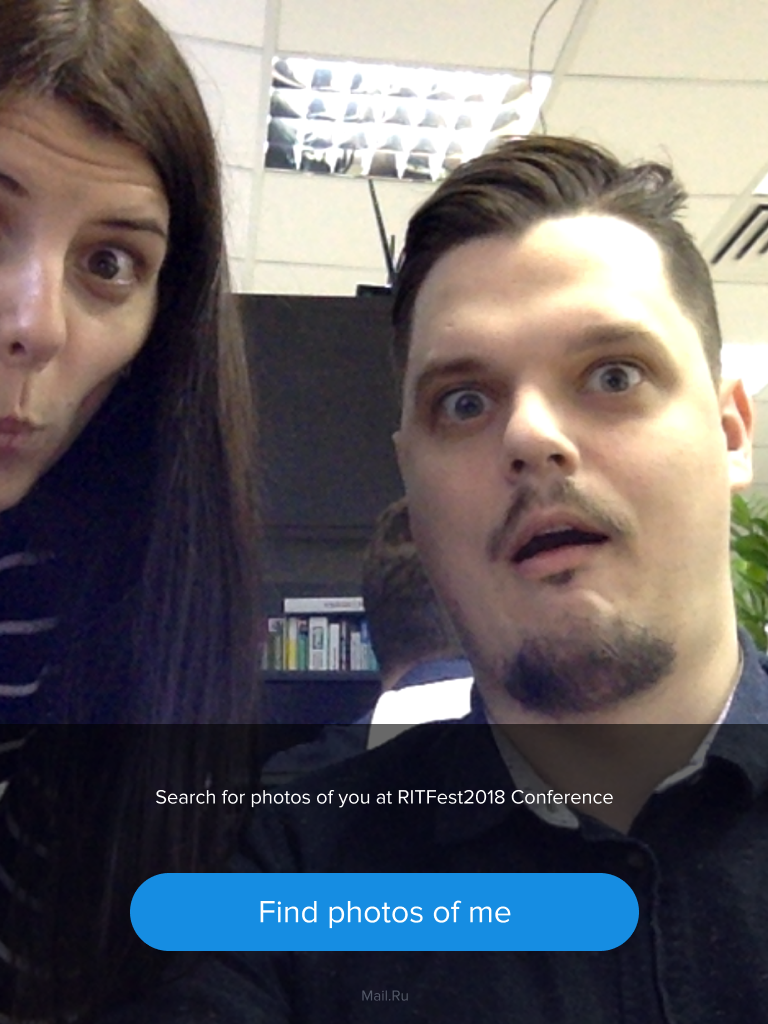 Search for photos of you at RITFest2018 Conference
Find photos of me
Mail.Ru